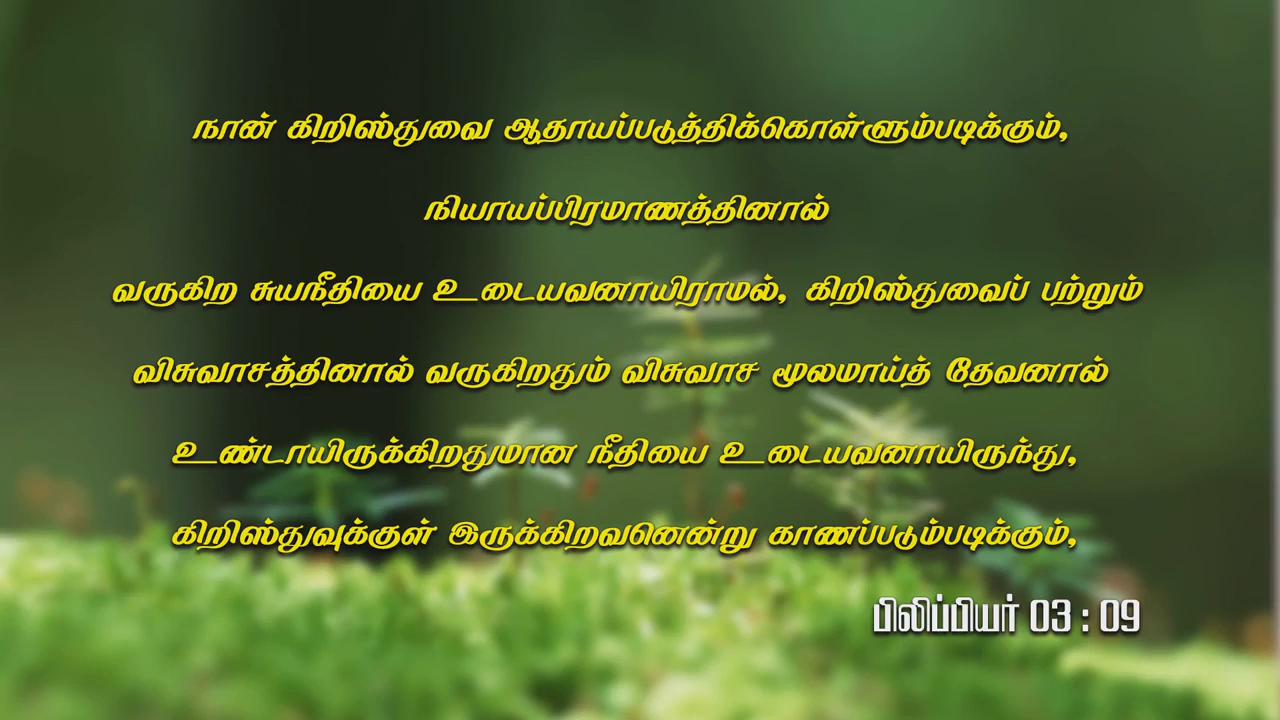 நான் கிறிஸ்துவை ஆதாயப்படுத்திக்கொள்ளும்படிக்கும்,
நியாயப்பிரமாணத்தினால்
வருகிற சுயநீதியை உடையவனாயிராமல், கிறிஸ்துவைப் பற்றும்
விசுவாசத்தினால் வருகிறதும் விசுவாச மூலமாய்த் தேவனால்
உண்டாயிருக்கிறதுமான நீதியை உடையவனாயிருந்து,
கிறிஸ்துவுக்குள் இருக்கிறவனென்று காணப்படும்படிக்கும்,
பிலிப்பியர் 03 : 09